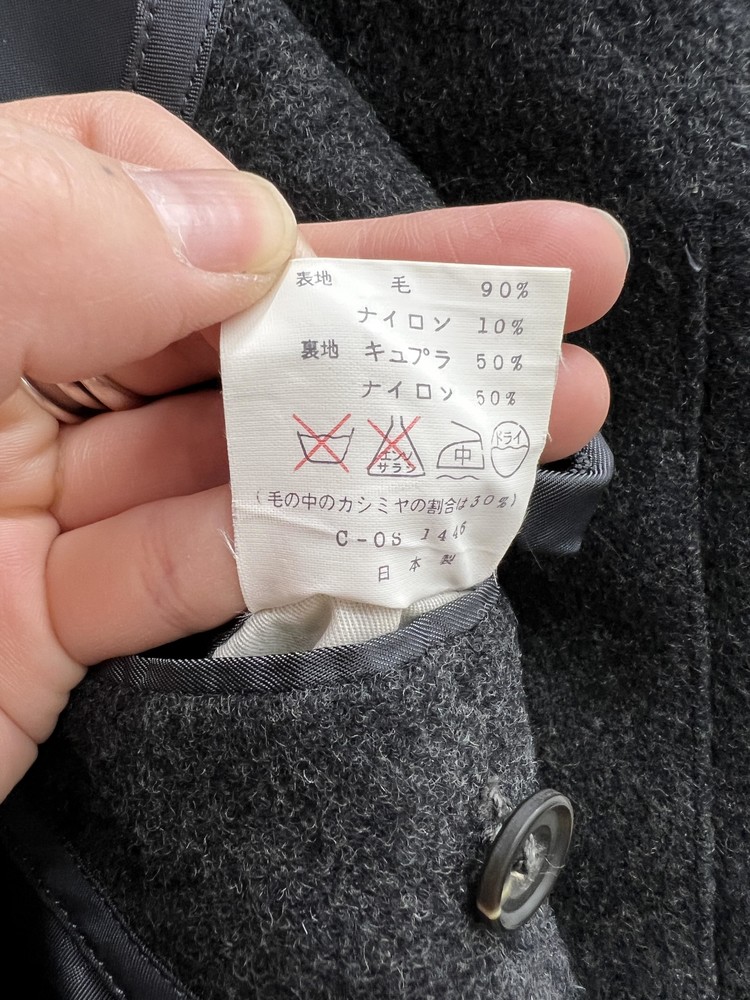 表地 毛 90%
ナイロン 10%
裏地 キュプラ 50%
ナイロン 50%
エンソサラシ 中 ドライ
(毛の中のカシミヤの割合は30%)
C-OS 1446
日本製